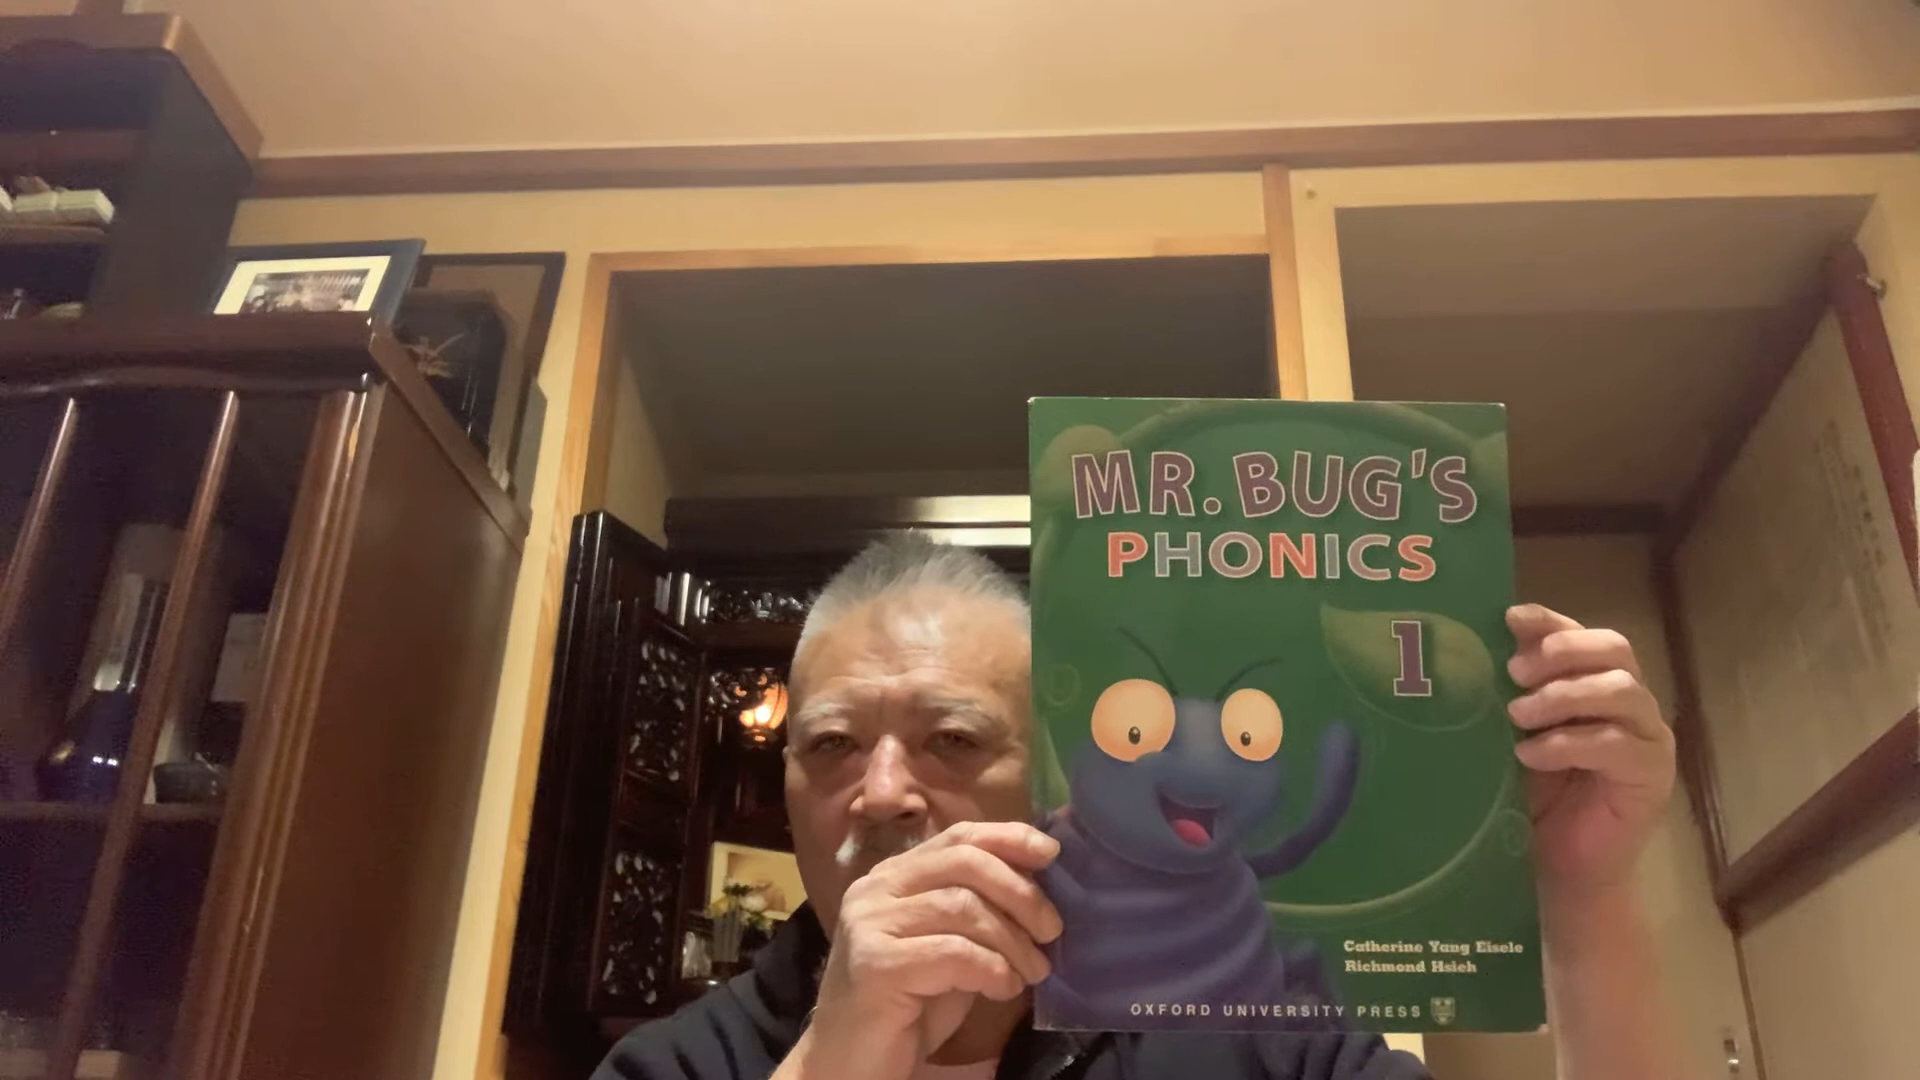 MR. BUG'S
PHONICS
1
Catherine Yang Eisele
Richmond Hsieh
OXFORD UNIVERSITY PRESS